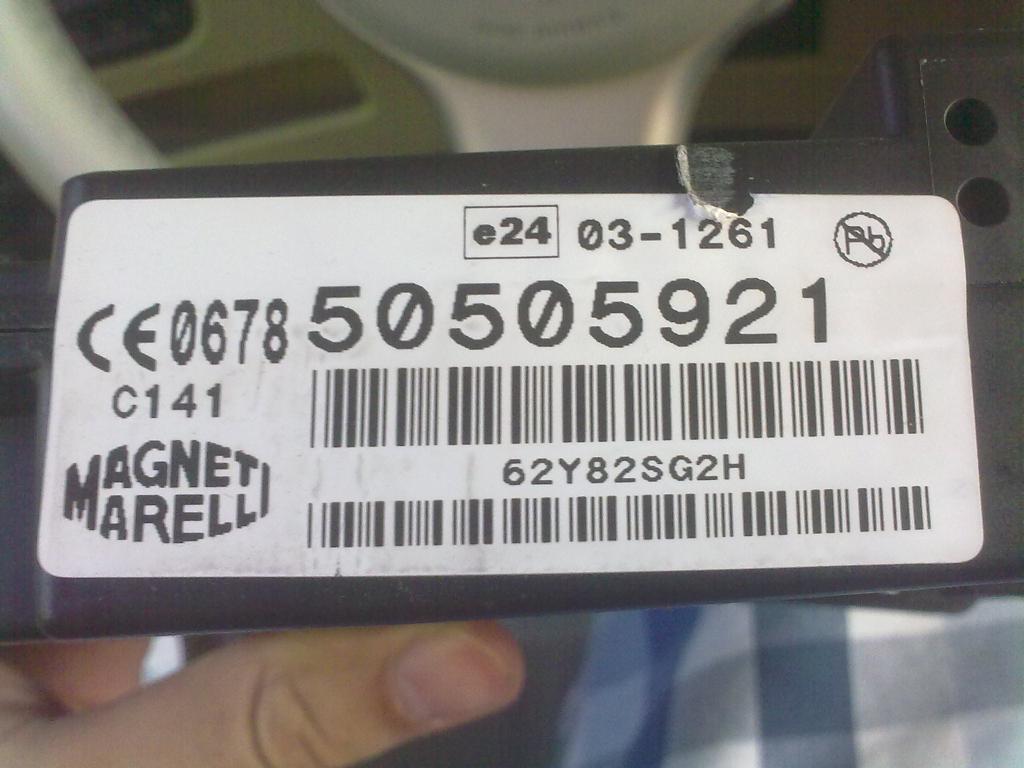 e24 03-1261
Pb
CE0678 50505921
C141
62Y82SG2H
MAGNETI
MARELLI